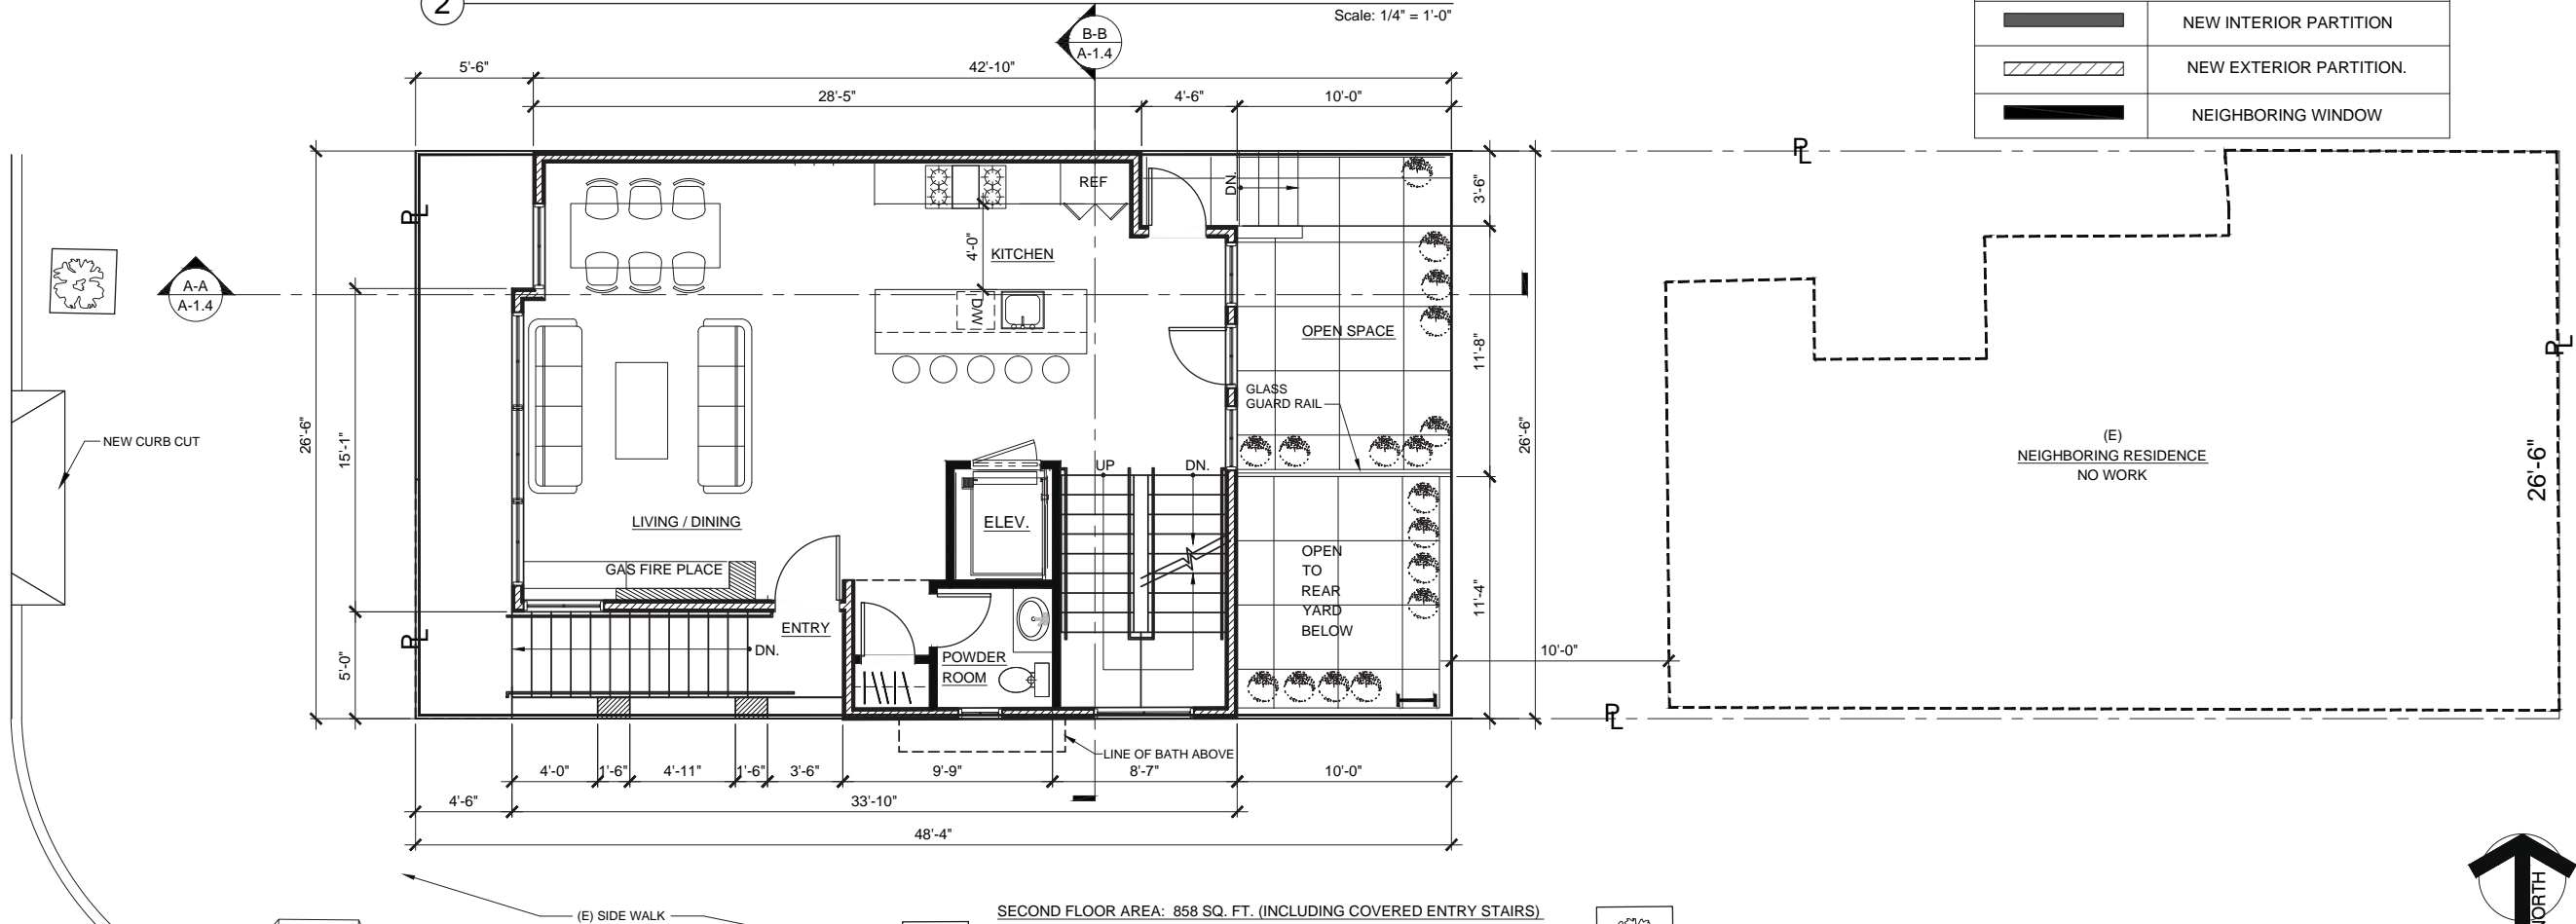 2
Scale: 1/4" = 1'-0"
NEW INTERIOR PARTITION
NEW EXTERIOR PARTITION.
NEIGHBORING WINDOW
B-B
A-1.4
5'-6"
42'-10"
28'-5"
4'-6"
10'-0"
PL
PL
PL
PL
PL
A-A
A-1.4
REF
DN.
3'-6"
4'-0"
KITCHEN
D/W
OPEN SPACE
11'-8"
GLASS
GUARD RAIL
26'-6"
15'-1"
26'-6"
NEW CURB CUT
(E)
NEIGHBORING RESIDENCE
NO WORK
26'-6"
UP
DN.
LIVING / DINING
ELEV.
GAS FIRE PLACE
OPEN
TO
REAR
YARD
BELOW
11'-4"
ENTRY
DN.
5'-0"
POWDER
ROOM
10'-0"
LINE OF BATH ABOVE
4'-0"
1'-6"
4'-11"
1'-6"
3'-6"
9'-9"
8'-7"
10'-0"
4'-6"
33'-10"
48'-4"
(E) SIDE WALK
SECOND FLOOR AREA: 858 SQ. FT. (INCLUDING COVERED ENTRY STAIRS)
NORTH